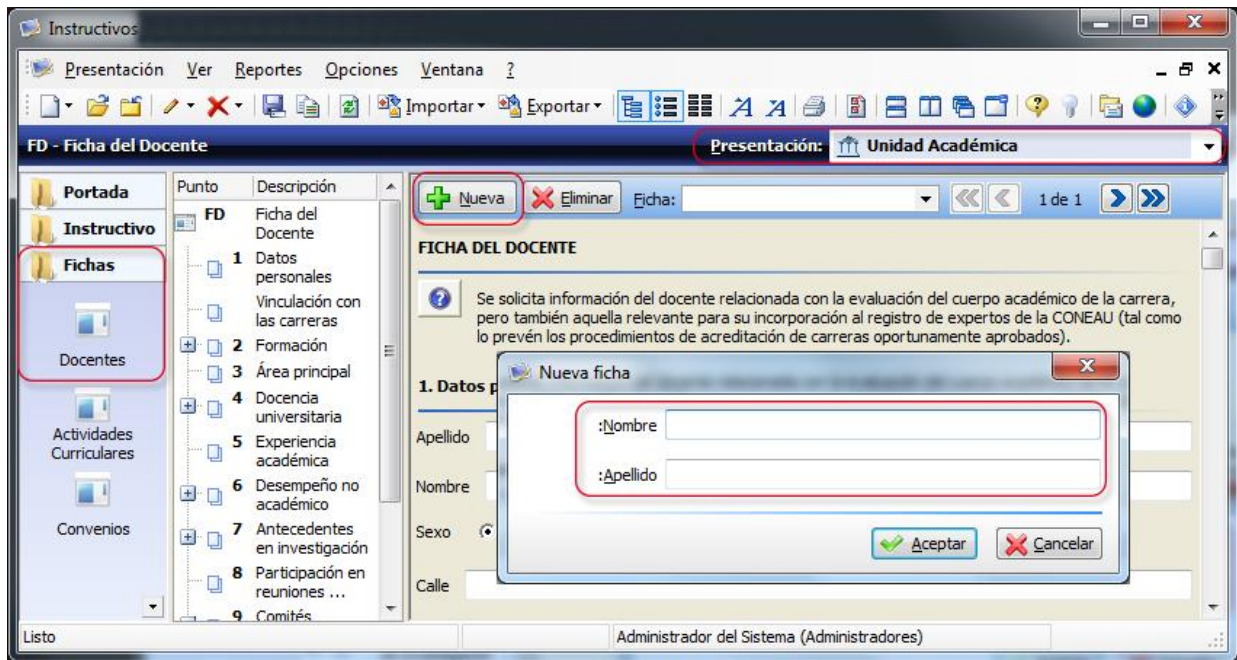 Instructivos
Presentación Ver Reportes Opciones Ventana ?
Importar Exportar
FD - Ficha del Docente
Presentación: Unidad Académica
Portada
Instructivo
Fichas
Docentes
Actividades
Curriculares
Convenios
Punto Descripción
FD Ficha del
Docente
1 Datos
personales
Vinculación con
las carreras
2 Formación
3 Área principal
4 Docencia
universitaria
5 Experiencia
académica
6 Desempeño no
académico
7 Antecedentes
en investigación
8 Participación en
reuniones ...
9 Comités
Nueva Eliminar Ficha: 1 de 1
FICHA DEL DOCENTE
Se solicita información del docente relacionada con la evaluación del cuerpo académico de la carrera,
pero también aquella relevante para su incorporación al registro de expertos de la CONEAU (tal como
lo prevén los procedimientos de acreditación de carreras oportunamente aprobados).
1. Datos p
Apellido
Nombre
Sexo
Calle
Nueva ficha
:Nombre
:Apellido
Aceptar Cancelar
Listo Administrador del Sistema (Administradores)